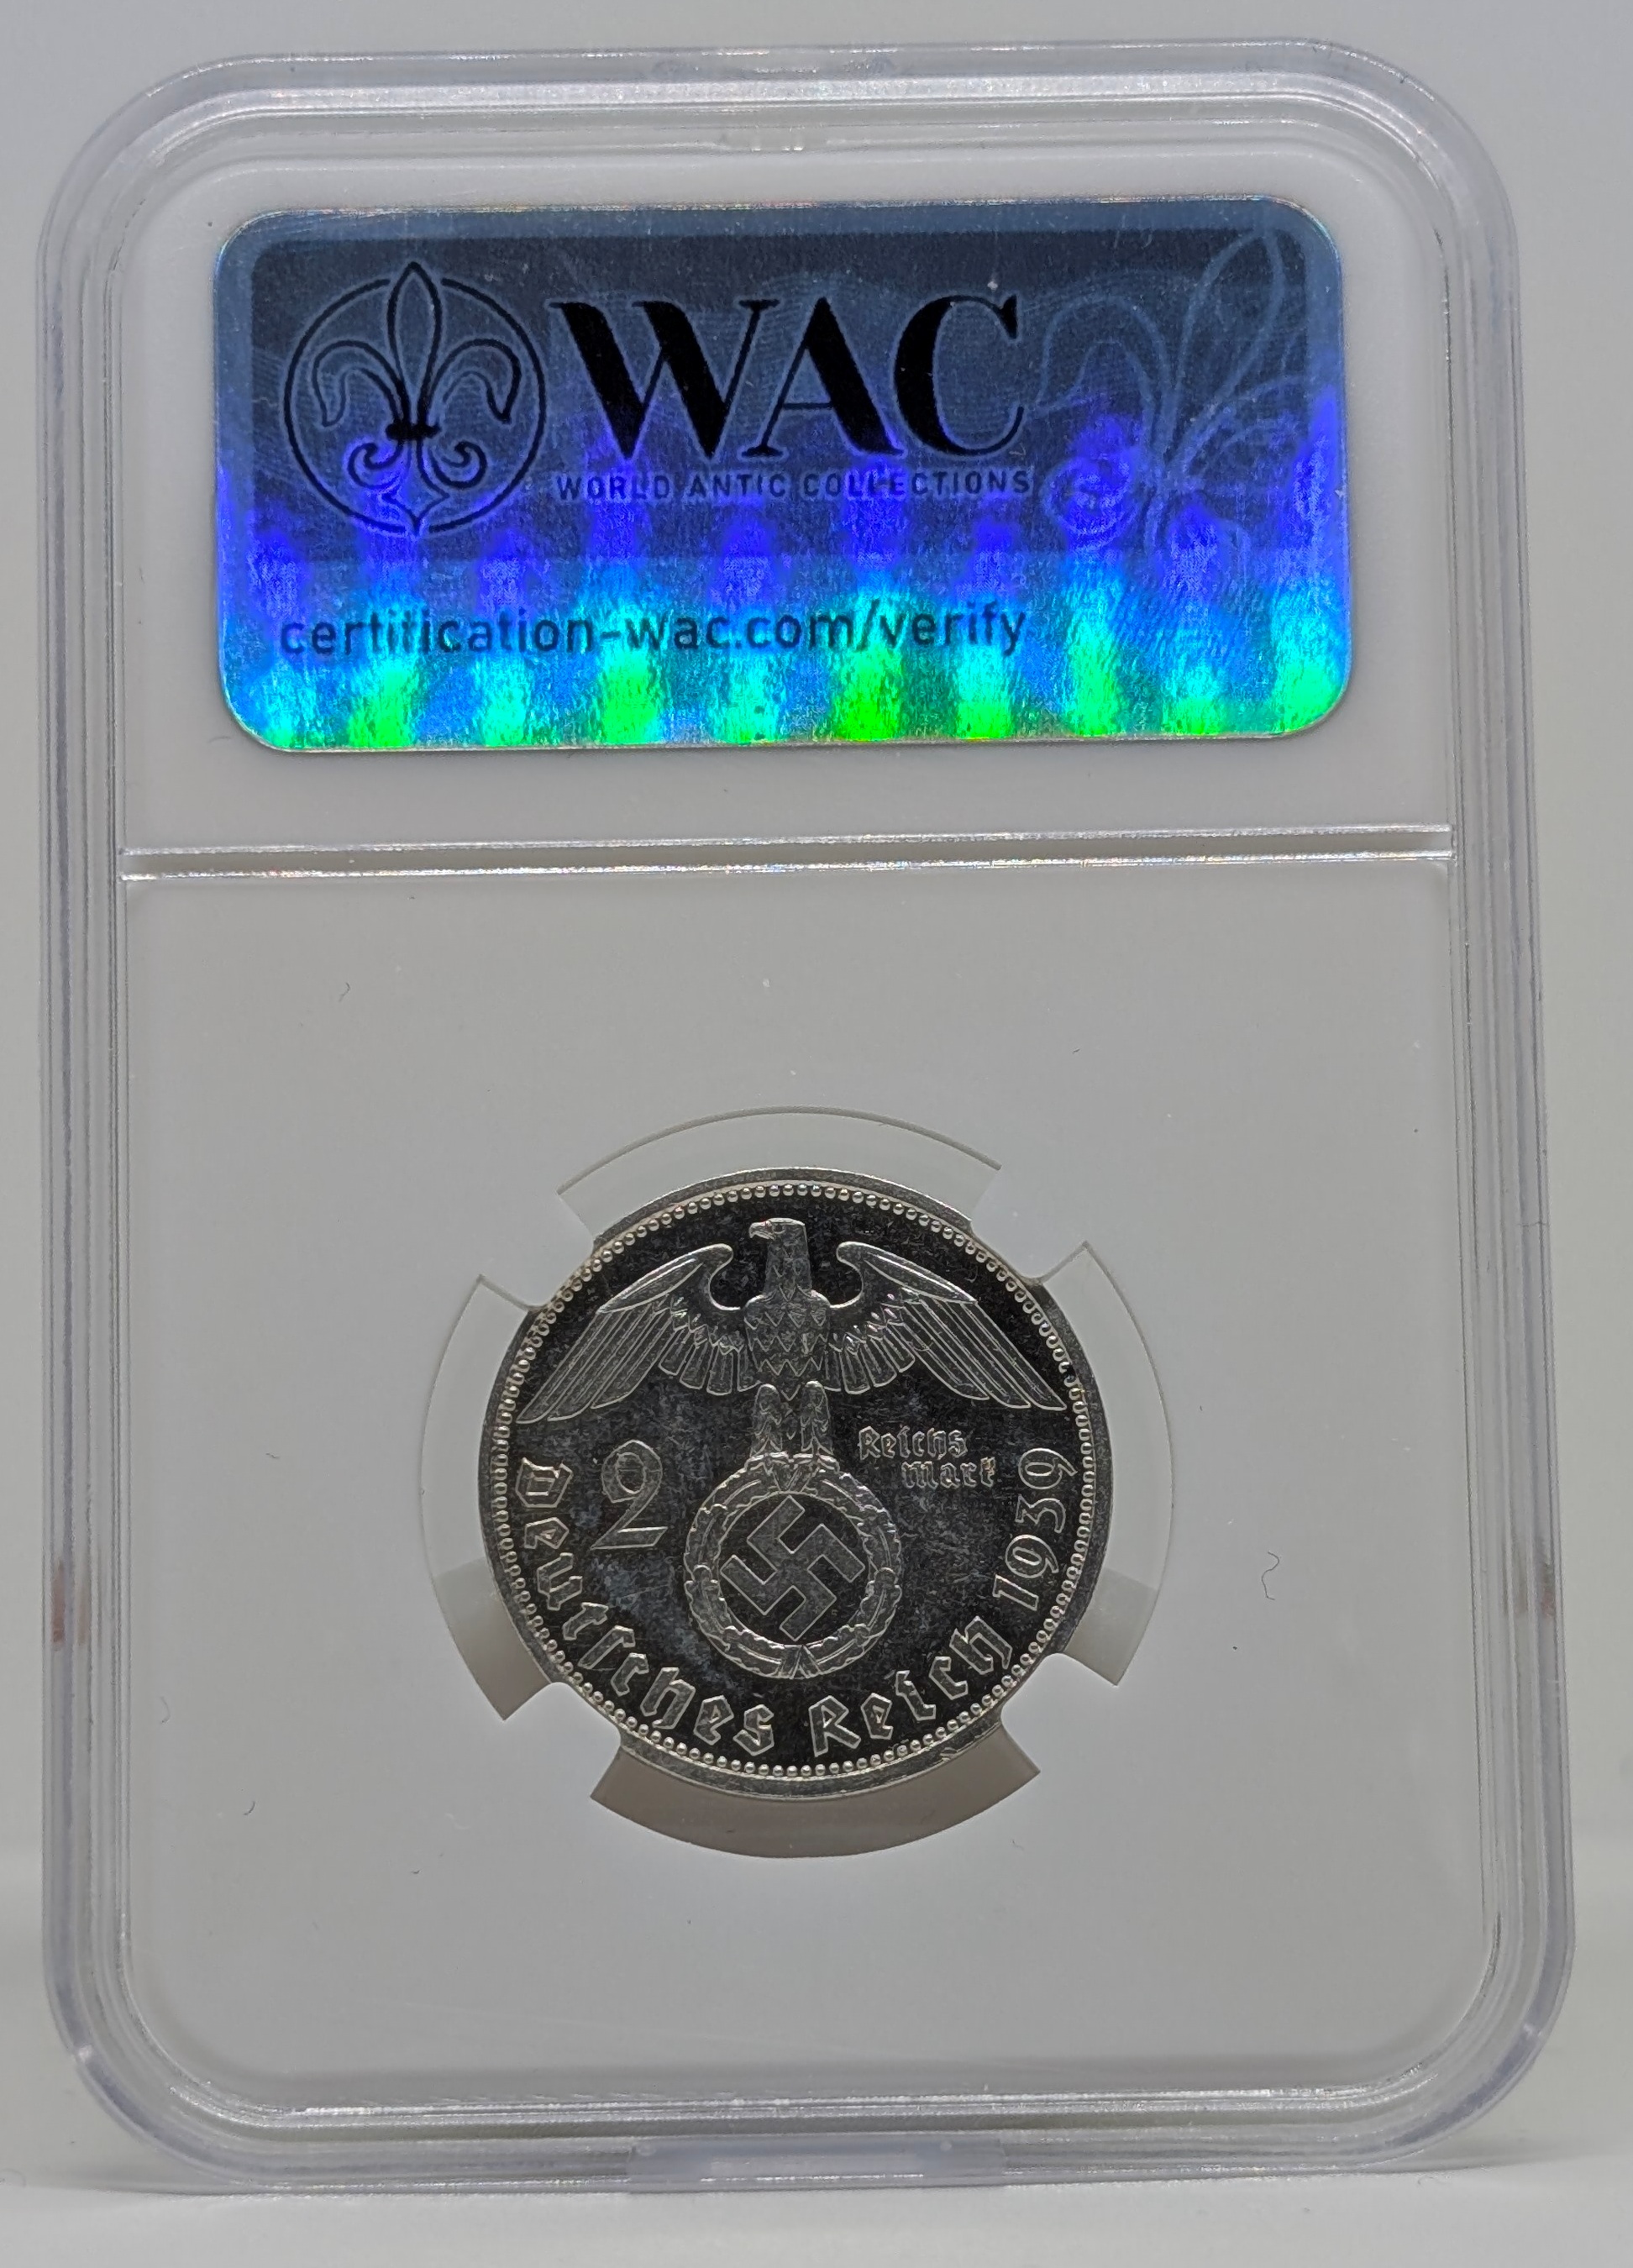 WAC
WORLD ANTIC COLLECTIONS
certification-wac.com/verify
2
Reichs
mark
Deutsches Reich 1939